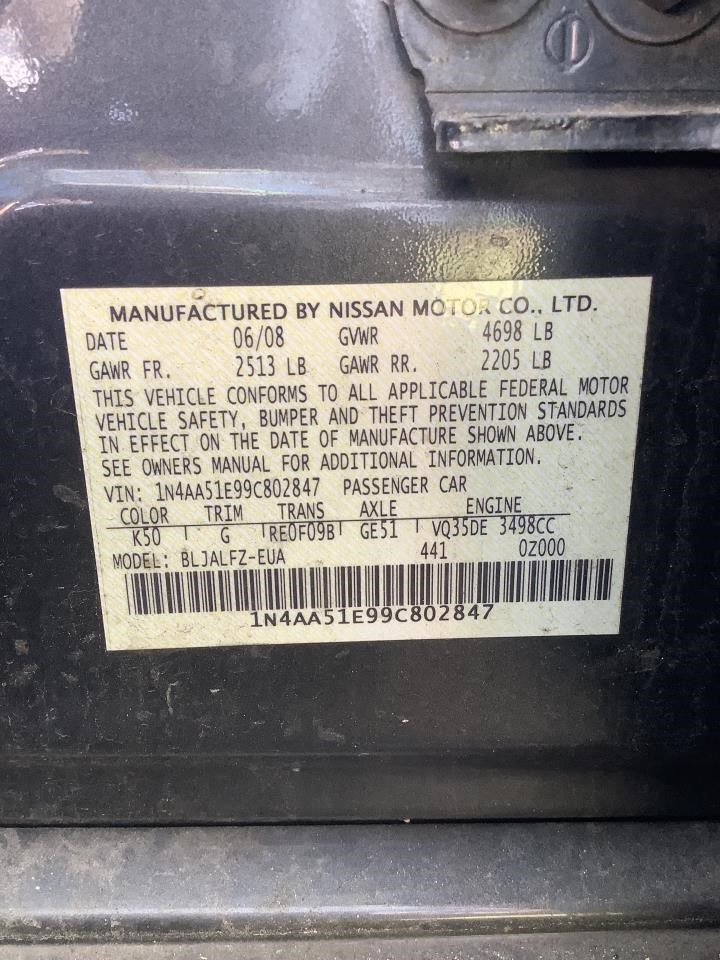 MANUFACTURED BY NISSAN MOTOR CO., LTD.
DATE 06/08 GVWR 4698 LB
GAWR FR. 2513 LB GAWR RR. 2205 LB
THIS VEHICLE CONFORMS TO ALL APPLICABLE FEDERAL MOTOR
VEHICLE SAFETY, BUMPER AND THEFT PREVENTION STANDARDS
IN EFFECT ON THE DATE OF MANUFACTURE SHOWN ABOVE.
SEE OWNERS MANUAL FOR ADDITIONAL INFORMATION.
VIN: 1N4AA51E99C802847 PASSENGER CAR
COLOR TRIM TRANS AXLE ENGINE
K50 G RE0F09B GE51 VQ35DE 3498CC
MODEL: BLJALFZ-EUA 441 0Z000
1N4AA51E99C802847